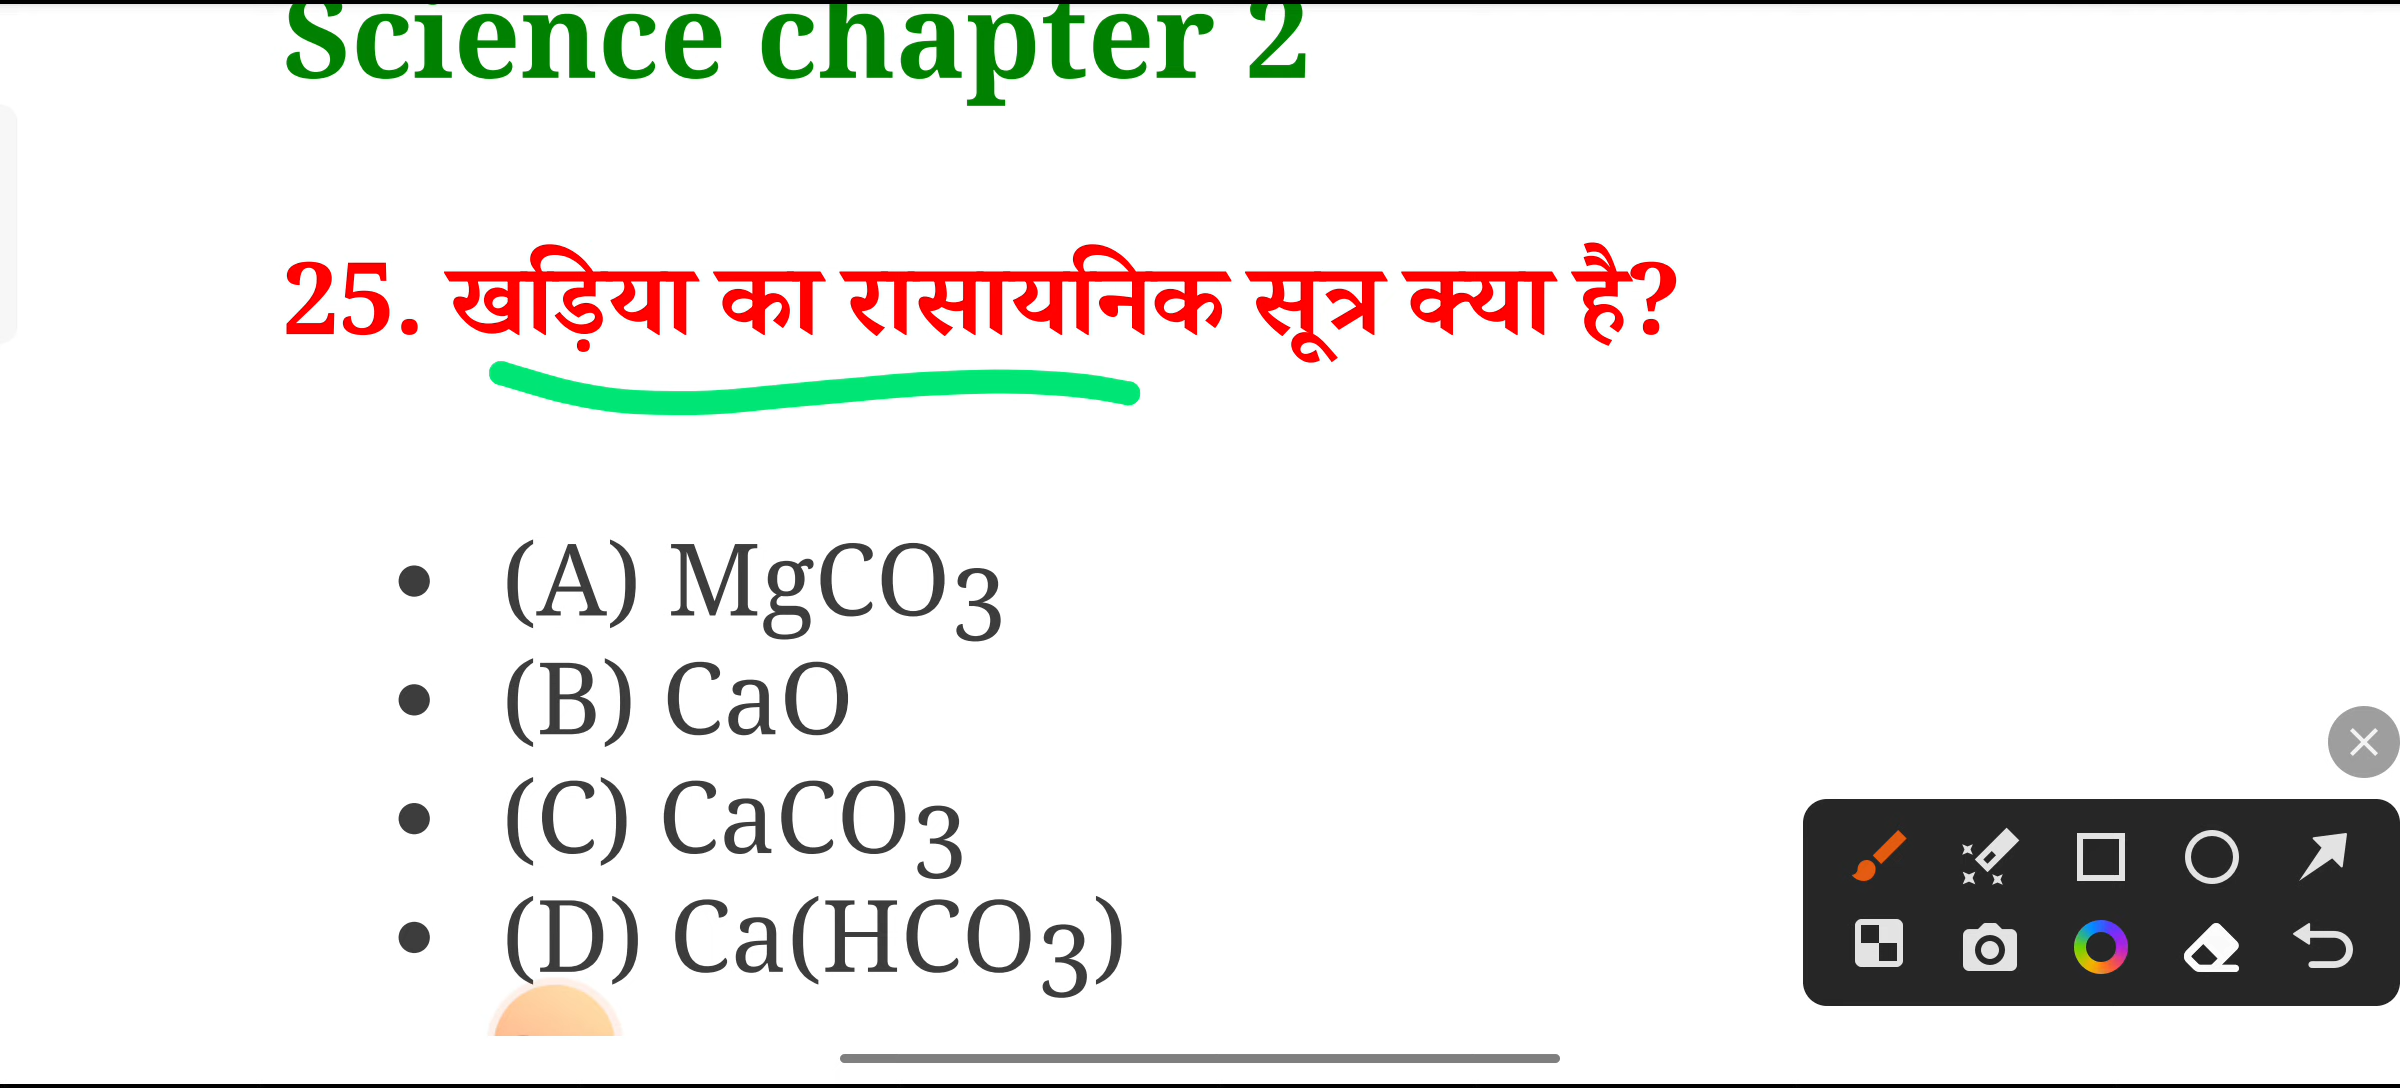 Science chapter 2
25. खड़िया का रासायनिक सूत्र क्या है?
(A) MgCO3
(B) CaO
(C) CaCO3
(D) Ca(HCO3)